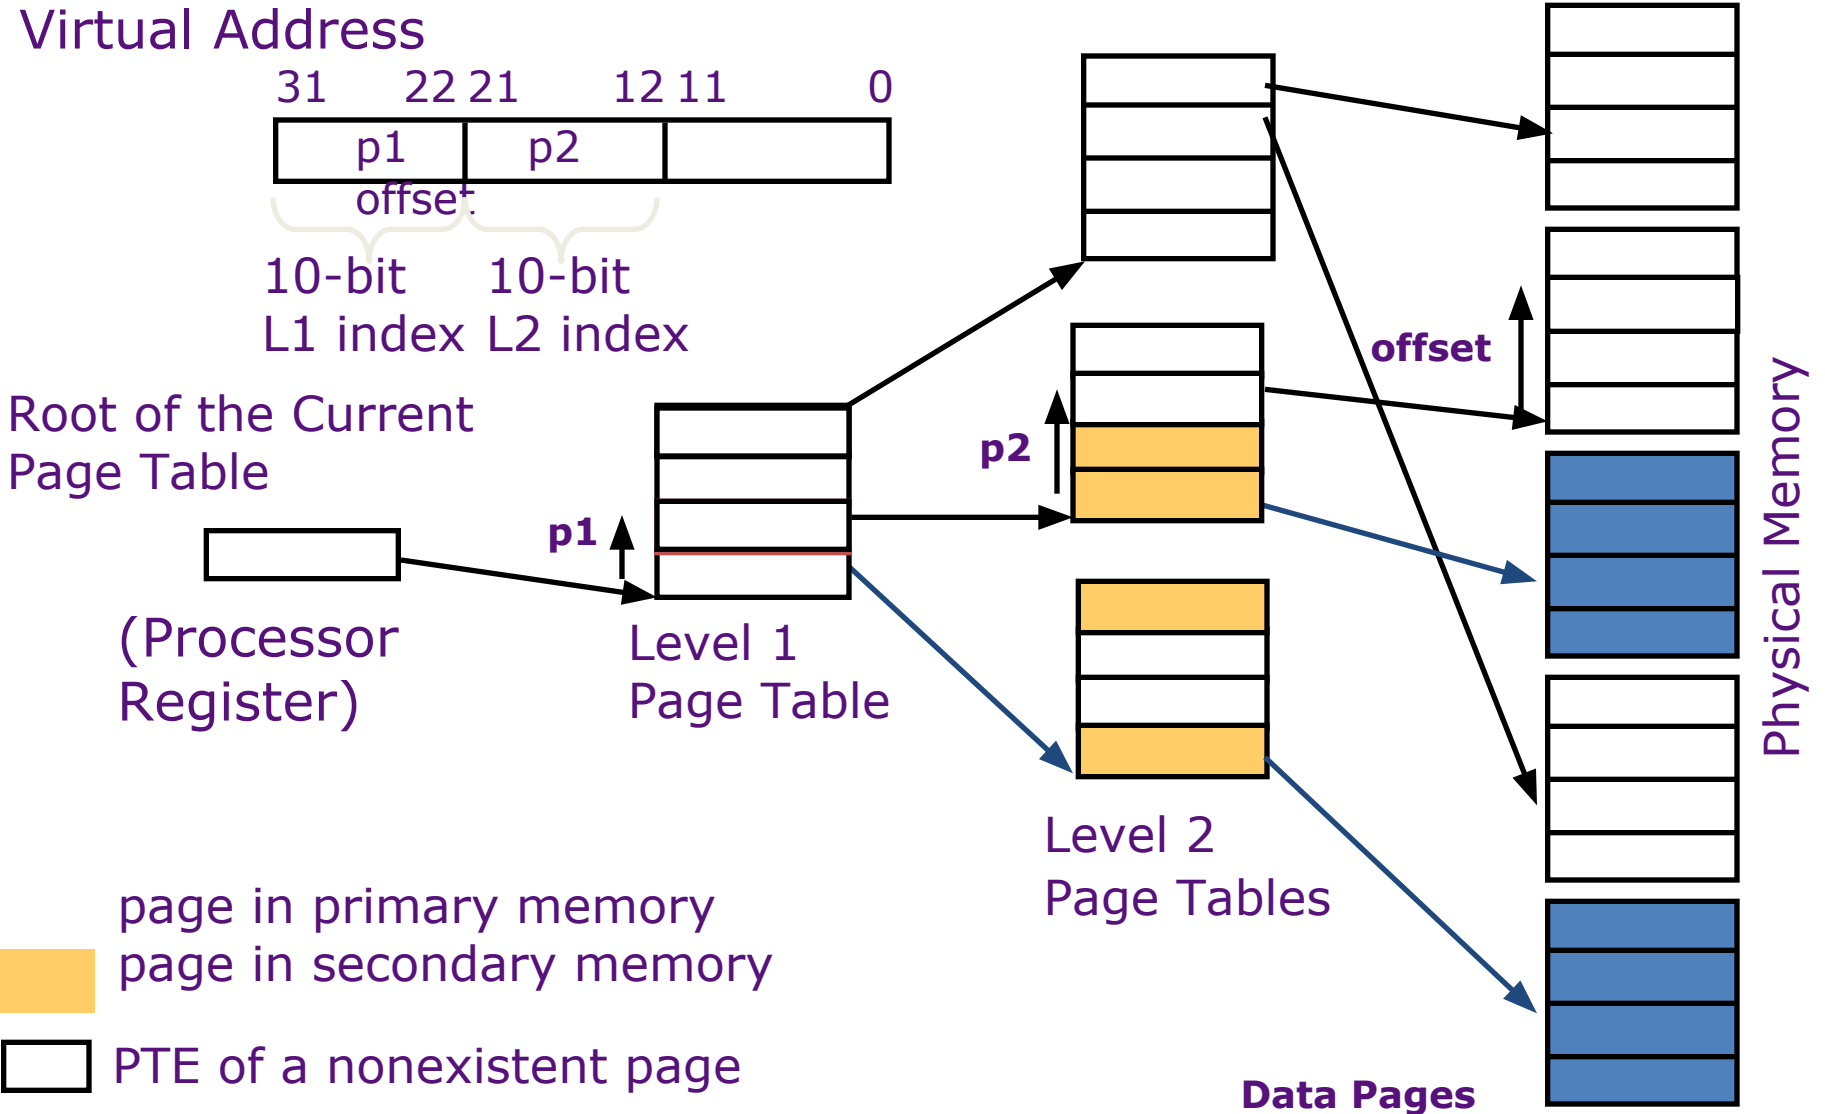 Virtual Address
31 22 21 12 11 0
p1 p2
offset
10-bit 10-bit
L1 index L2 index
Root of the Current
Page Table
(Processor
Register)
p1
Level 1
Page Table
p2
offset
Level 2
Page Tables
Physical Memory
page in primary memory
page in secondary memory
PTE of a nonexistent page
Data Pages